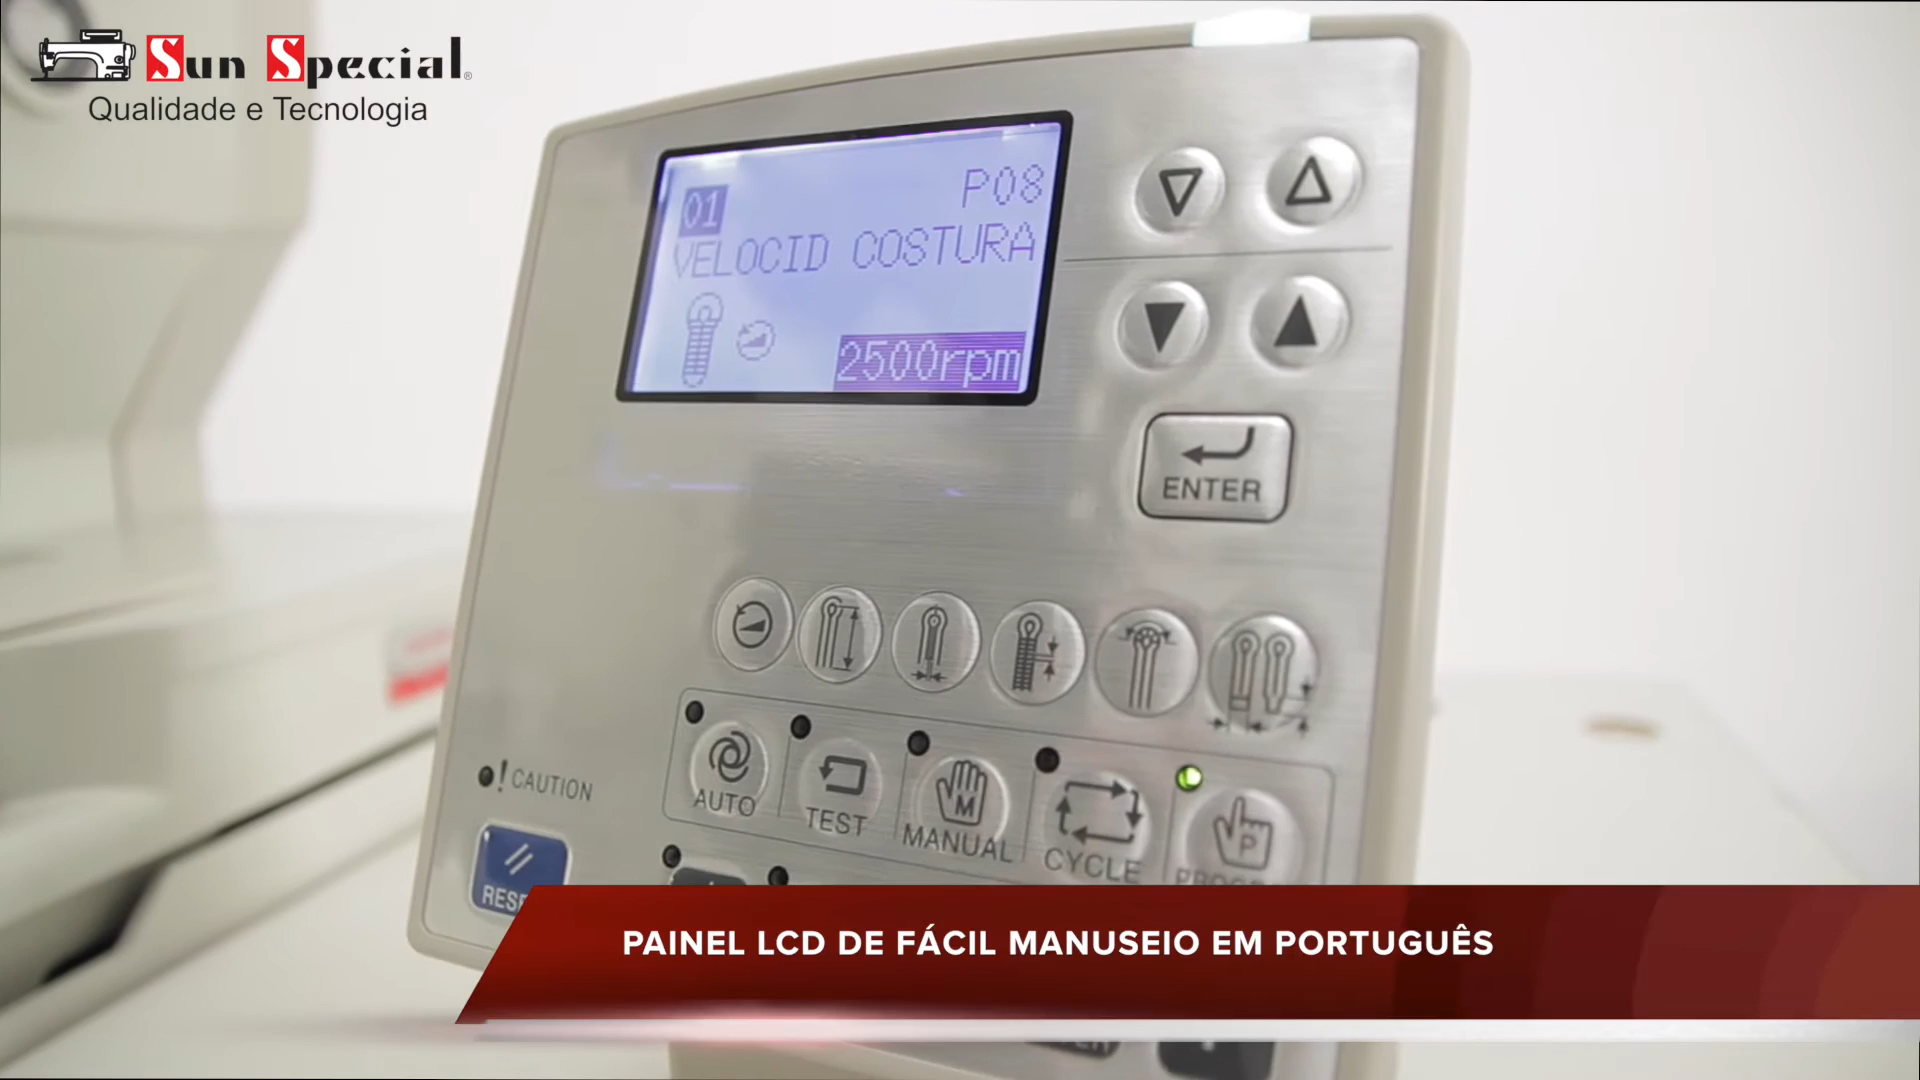 Sun Special®
Qualidade e Tecnologia
01 P08
VELOCID COSTURA
2500rpm
ENTER
! CAUTION
AUTO
TEST
M
MANUAL
CYCLE
P
PAINEL LCD DE FÁCIL MANUSEIO EM PORTUGUÊS